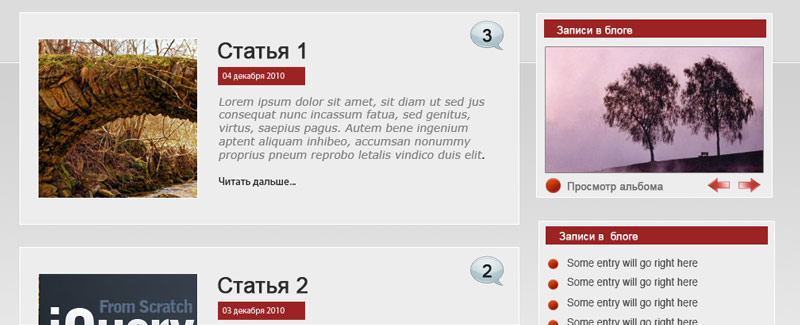 3
Статья 1
04 декабря 2010
Lorem ipsum dolor sit amet, sit diam ut sed jus
consequat nunc incassum fatua, sed genitus,
virtus, saepius pagus. Autem bene ingenium
aptent aliquam inhibeo, accumsan nonummy
proprius pneum reprobo letalis vindico duis elit.
Читать дальше...
2
Статья 2
03 декабря 2010
From Scratch
jQuery
Записи в блоге
Просмотр альбома
Записи в блоге
Some entry will go right here
Some entry will go right here
Some entry will go right here
Some entry will go right here